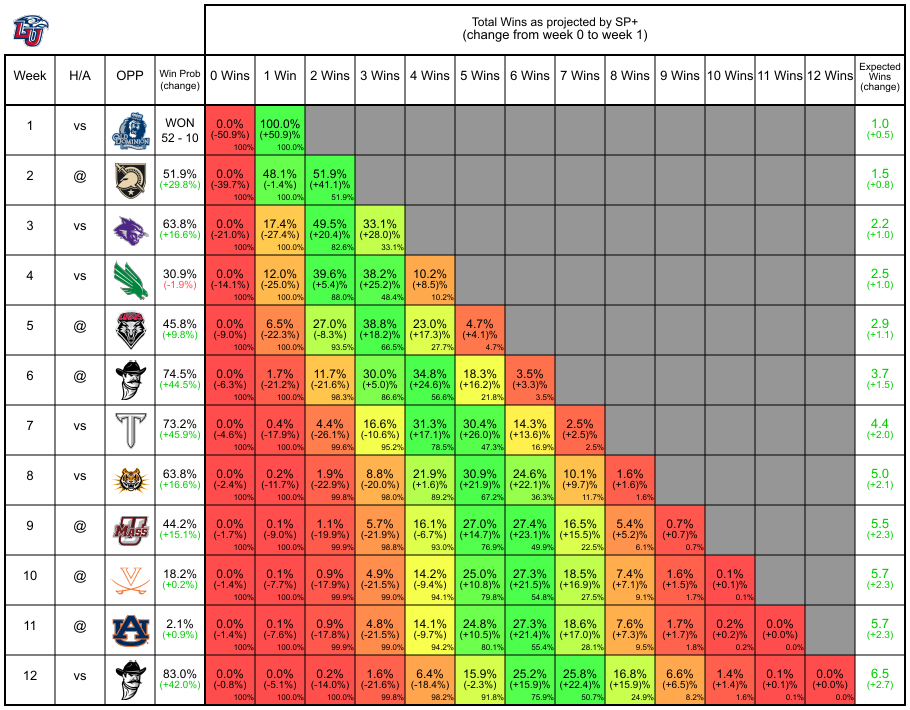 LU
Total Wins as projected by SP+
(change from week 0 to week 1)
Week H/A OPP Win Prob (change) 0 Wins 1 Win 2 Wins 3 Wins 4 Wins 5 Wins 6 Wins 7 Wins 8 Wins 9 Wins 10 Wins 11 Wins 12 Wins Expected Wins (change)
1 vs WON 0.0% 100.0% 1.0
52 - 10 (-50.9%) (+50.9)% (+0.5)
100% 100.0%
2 @ 51.9% 0.0% 48.1% 51.9% 1.5
(+29.8%) (-39.7%) (-1.4%) (+41.1)% (+0.8)
100% 100.0% 51.9%
3 vs 63.8% 0.0% 17.4% 49.5% 33.1% 2.2
(+16.6%) (-21.0%) (-27.4%) (+20.4)% (+28.0)% (+1.0)
100% 100.0% 82.6% 33.1%
4 vs 30.9% 0.0% 12.0% 39.6% 38.2% 10.2% 2.5
(-1.9%) (-14.1%) (-25.0%) (+5.4)% (+25.2)% (+8.5)% (+1.0)
100% 100.0% 88.0% 48.4% 10.2%
5 @ 45.8% 0.0% 6.5% 27.0% 38.8% 23.0% 4.7% 2.9
(+9.8%) (-9.0%) (-22.3%) (-8.3%) (+18.2)% (+17.3)% (+4.1)% (+1.1)
100% 100.0% 93.5% 66.5% 27.7% 4.7%
6 @ 74.5% 0.0% 1.7% 11.7% 30.0% 34.8% 18.3% 3.5% 3.7
(+44.5%) (-6.3%) (-21.2%) (-21.6%) (+5.0)% (+24.6)% (+16.2)% (+3.3)% (+1.5)
100% 100.0% 98.3% 86.6% 56.6% 21.8% 3.5%
7 vs 73.2% 0.0% 0.4% 4.4% 16.6% 31.3% 30.4% 14.3% 2.5% 4.4
(+45.9%) (-4.6%) (-17.9%) (-26.1%) (-10.6%) (+17.1)% (+26.0)% (+13.6)% (+2.5)% (+2.0)
100% 100.0% 99.6% 95.2% 78.5% 47.3% 16.9% 2.5%
8 vs 63.8% 0.0% 0.2% 1.9% 8.8% 21.9% 30.9% 24.6% 10.1% 1.6% 5.0
(+16.6%) (-2.4%) (-11.7%) (-22.9%) (-20.0%) (+1.6)% (+21.9)% (+22.1)% (+9.7)% (+1.6)% (+2.1)
100% 100.0% 99.8% 98.0% 89.2% 67.2% 36.3% 11.7% 1.6%
9 @ 44.2% 0.0% 0.1% 1.1% 5.7% 16.1% 27.0% 27.4% 16.5% 5.4% 0.7% 5.5
(+15.1%) (-1.7%) (-9.0%) (-19.9%) (-21.9%) (-6.7%) (+14.7)% (+23.1)% (+15.5)% (+5.2)% (+0.7)% (+2.3)
100% 100.0% 99.9% 98.8% 93.0% 76.9% 49.9% 22.5% 6.1% 0.7%
10 @ 18.2% 0.0% 0.1% 0.9% 4.9% 14.2% 25.0% 27.3% 18.5% 7.4% 1.6% 0.1% 5.7
(+0.2%) (-1.4%) (-7.7%) (-17.9%) (-21.5%) (-9.4%) (+10.8)% (+21.5)% (+16.9)% (+7.1)% (+1.5)% (+0.1)% (+2.3)
100% 100.0% 99.9% 99.0% 94.1% 79.8% 54.8% 27.5% 9.1% 1.7% 0.1%
11 @ 2.1% 0.0% 0.1% 0.9% 4.8% 14.1% 24.8% 27.3% 18.6% 7.6% 1.7% 0.2% 0.0% 5.7
(+0.9%) (-1.4%) (-7.6%) (-17.8%) (-21.5%) (-9.7%) (+10.5)% (+21.4)% (+17.0)% (+7.3)% (+1.7)% (+0.2)% (+0.0)% (+2.3)
100% 100.0% 99.9% 99.0% 94.2% 80.1% 55.4% 28.1% 9.5% 1.8% 0.2% 0.0%
12 vs 83.0% 0.0% 0.0% 0.2% 1.6% 6.4% 15.9% 25.2% 25.8% 16.8% 6.6% 1.4% 0.1% 0.0% 6.5
(+42.0%) (-0.8%) (-5.1%) (-14.0%) (-21.6%) (-18.4%) (-2.3%) (+15.9)% (+22.4)% (+15.9)% (+6.5)% (+1.4)% (+0.1)% (+0.0)% (+2.7)
100% 100.0% 100.0% 99.8% 98.2% 91.8% 75.9% 50.7% 24.9% 8.2% 1.6% 0.1% 0.0%